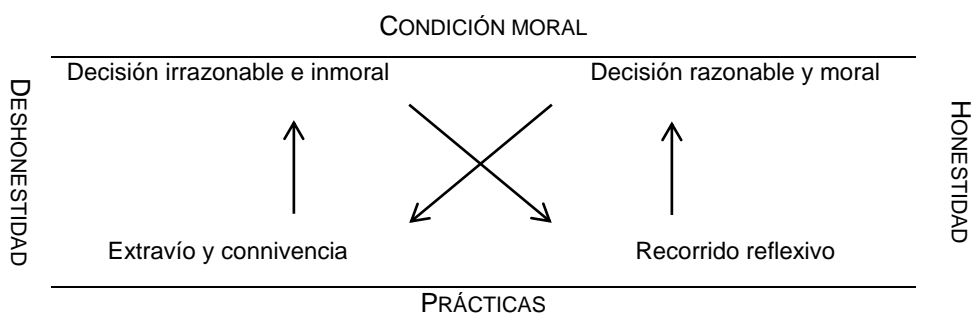 CONDICIÓN MORAL
Decisión irrazonable e inmoral
Decisión razonable y moral
DESHONESTIDAD
HONESTIDAD
Extravío y connivencia
Recorrido reflexivo
PRÁCTICAS